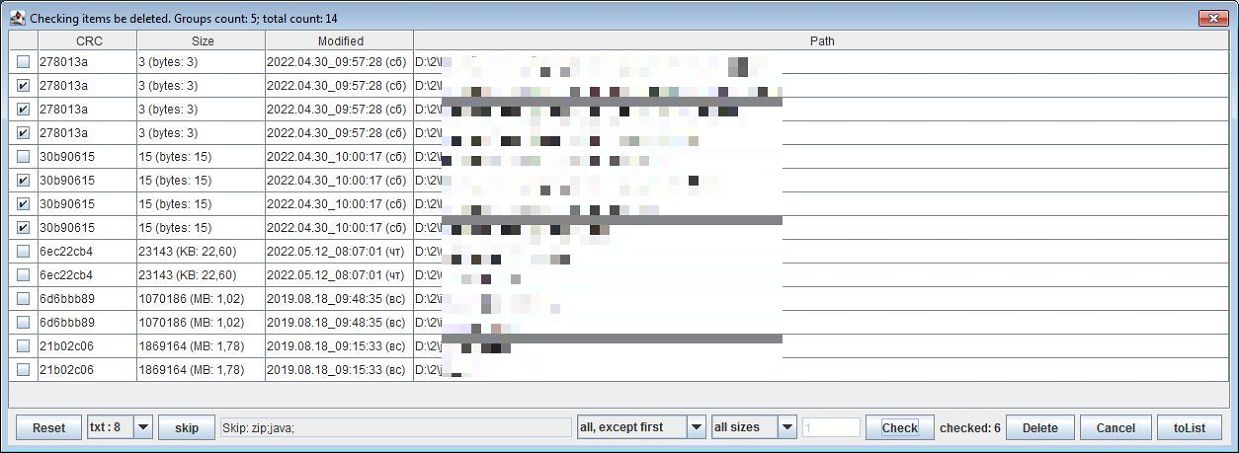 Checking items be deleted. Groups count: 5; total count: 14
CRC Size Modified Path
278013a 3 (bytes: 3) 2022.04.30_09:57:28 (сб) D:\2\
278013a 3 (bytes: 3) 2022.04.30_09:57:28 (сб) D:\2\
278013a 3 (bytes: 3) 2022.04.30_09:57:28 (сб) D:\2\
278013a 3 (bytes: 3) 2022.04.30_09:57:28 (сб) D:\2\
30b90615 15 (bytes: 15) 2022.04.30_10:00:17 (сб) D:\2\
30b90615 15 (bytes: 15) 2022.04.30_10:00:17 (сб) D:\2\
30b90615 15 (bytes: 15) 2022.04.30_10:00:17 (сб) D:\2\
30b90615 15 (bytes: 15) 2022.04.30_10:00:17 (сб) D:\2\
6ec22cb4 23143 (KB: 22,60) 2022.05.12_08:07:01 (чт) D:\2\
6ec22cb4 23143 (KB: 22,60) 2022.05.12_08:07:01 (чт) D:\2\
6d6bbb89 1070186 (MB: 1,02) 2019.08.18_09:48:35 (вс) D:\2\
6d6bbb89 1070186 (MB: 1,02) 2019.08.18_09:48:35 (вс) D:\2\
21b02c06 1869164 (MB: 1,78) 2019.08.18_09:15:33 (вс) D:\2\
21b02c06 1869164 (MB: 1,78) 2019.08.18_09:15:33 (вс) D:\2\
Reset txt : 8 skip Skip: zip;java; all, except first all sizes 1 Check checked: 6 Delete Cancel toList